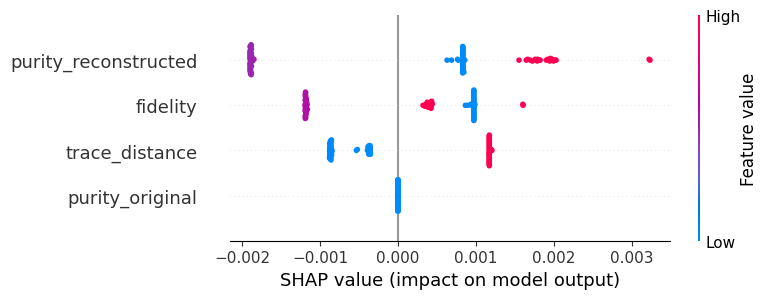 High
purity_reconstructed
fidelity
trace_distance
purity_original
Feature value
Low
−0.002 −0.001 0.000 0.001 0.002 0.003
SHAP value (impact on model output)